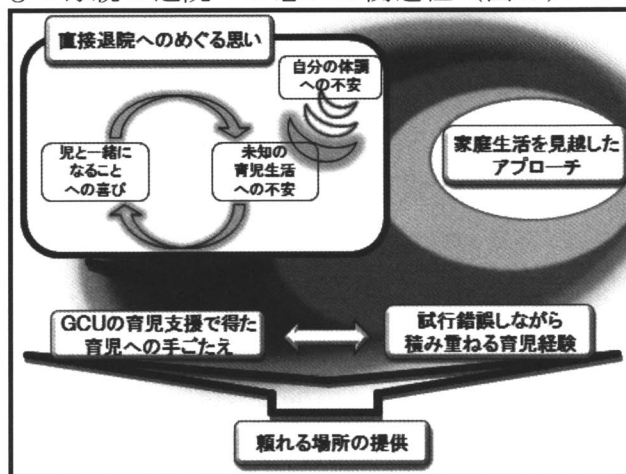 直接退院へのめぐる思い
自分の体調
への不安
児と一緒に
なること
への喜び
未知の
育児生活
への不安
家庭生活を見越した
アプローチ
GCUの育児支援で得た
育児への手ごたえ
試行錯誤しながら
積み重ねる育児経験
頼れる場所の提供